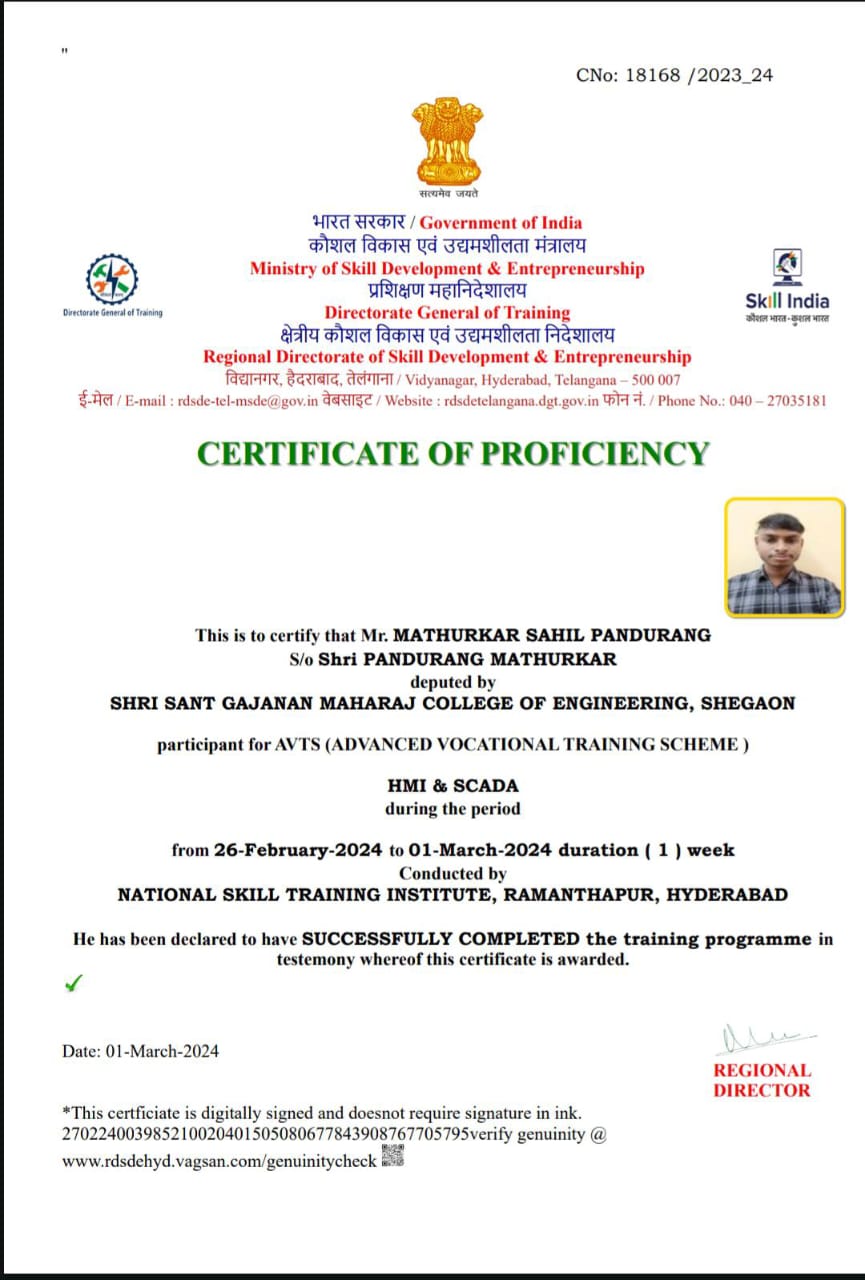 "
CNo: 18168 /2023_24
सत्यमेव जयते
भारत सरकार / Government of India
कौशल विकास एवं उद्यमशीलता मंत्रालय
Ministry of Skill Development & Entrepreneurship
प्रशिक्षण महानिदेशालय
Directorate General of Training
क्षेत्रीय कौशल विकास एवं उद्यमशीलता निदेशालय
Regional Directorate of Skill Development & Entrepreneurship
विद्यानगर, हैदराबाद, तेलंगाना / Vidyanagar, Hyderabad, Telangana – 500 007
ई-मेल / E-mail : rdsde-tel-msde@gov.in वेबसाइट / Website : rdsdetelangana.dgt.gov.in फोन नं. / Phone No.: 040 – 27035181
Directorate General of Training
Skill India
कौशल भारत-कुशल भारत
CERTIFICATE OF PROFICIENCY
This is to certify that Mr. MATHURKAR SAHIL PANDURANG
S/o Shri PANDURANG MATHURKAR
deputed by
SHRI SANT GAJANAN MAHARAJ COLLEGE OF ENGINEERING, SHEGAON
participant for AVTS (ADVANCED VOCATIONAL TRAINING SCHEME )
HMI & SCADA
during the period
from 26-February-2024 to 01-March-2024 duration ( 1 ) week
Conducted by
NATIONAL SKILL TRAINING INSTITUTE, RAMANTHAPUR, HYDERABAD
He has been declared to have SUCCESSFULLY COMPLETED the training programme in
testemony whereof this certificate is awarded.
Date: 01-March-2024
REGIONAL
DIRECTOR
*This certficiate is digitally signed and doesnot require signature in ink.
270224003985210020401505080677843908767705795verify genuinity @
www.rdsdehyd.vagsan.com/genuinitycheck